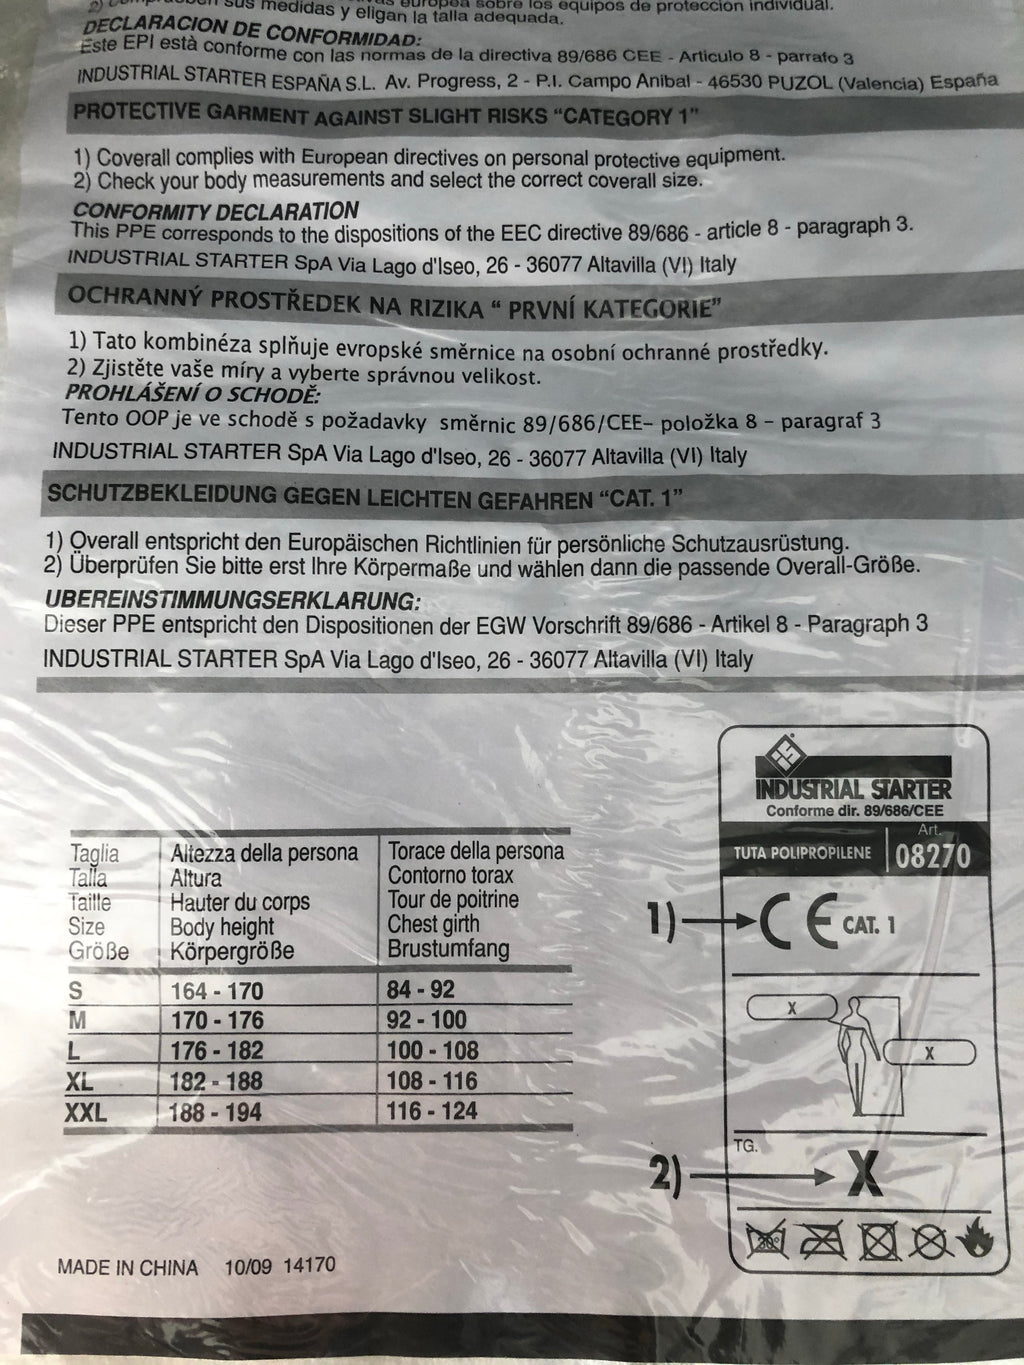 sus medidas y eligan la talla adecuada.
europea sobre los equipos de protección individual.
DECLARACION DE CONFORMIDAD:
Este EPI està conforme con las normas de la directiva 89/686 CEE - Articulo 8 - parrafo 3
INDUSTRIAL STARTER ESPAÑA S.L. Av. Progress, 2 - P.I. Campo Anibal - 46530 PUZOL (Valencia) España
PROTECTIVE GARMENT AGAINST SLIGHT RISKS “CATEGORY 1”
1) Coverall complies with European directives on personal protective equipment.
2) Check your body measurements and select the correct coverall size.
CONFORMITY DECLARATION
This PPE corresponds to the dispositions of the EEC directive 89/686 - article 8 - paragraph 3.
INDUSTRIAL STARTER SpA Via Lago d'Iseo, 26 - 36077 Altavilla (VI) Italy
OCHRANNÝ PROSTŘEDEK NA RIZIKA “ PRVNÍ KATEGORIE”
1) Tato kombinéza splňuje evropské směrnice na osobní ochranné prostředky.
2) Zjistěte vaše míry a vyberte správnou velikost.
PROHLÁŠENÍ O SCHODĚ:
Tento OOP je ve schodě s požadavky směrnic 89/686/CEE– položka 8 – paragraf 3
INDUSTRIAL STARTER SpA Via Lago d'Iseo, 26 - 36077 Altavilla (VI) Italy
SCHUTZBEKLEIDUNG GEGEN LEICHTEN GEFAHREN “CAT. 1”
1) Overall entspricht den Europäischen Richtlinien für persönliche Schutzausrüstung.
2) Überprüfen Sie bitte erst Ihre Körpermaße und wählen dann die passende Overall-Größe.
UBEREINSTIMMUNGSERKLARUNG:
Dieser PPE entspricht den Dispositionen der EGW Vorschrift 89/686 - Artikel 8 - Paragraph 3
INDUSTRIAL STARTER SpA Via Lago d'Iseo, 26 - 36077 Altavilla (VI) Italy
Taglia Altezza della persona Torace della persona
Talla Altura Contorno torax
Taille Hauter du corps Tour de poitrine
Size Body height Chest girth
Größe Körpergröße Brustumfang
S 164 - 170 84 - 92
M 170 - 176 92 - 100
L 176 - 182 100 - 108
XL 182 - 188 108 - 116
XXL 188 - 194 116 - 124
INDUSTRIAL STARTER
Conforme dir. 89/686/CEE
Art.
TUTA POLIPROPILENE 08270
1) CE CAT. 1
X
X
TG.
2) X
30°
MADE IN CHINA 10/09 14170